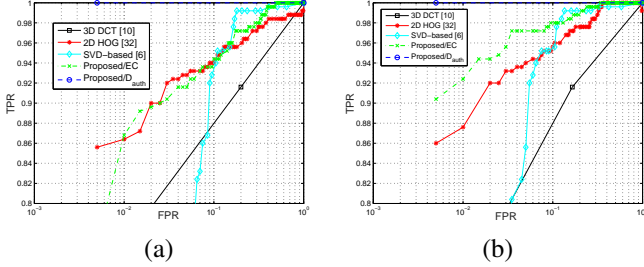 1
0.98
0.96
0.94
0.92
0.9
0.88
0.86
0.84
0.82
0.8
TPR
3D DCT [10]
2D HOG [32]
SVD-based [6]
Proposed/EC
Proposed/D_auth
10^-3
10^-2
10^-1
10^0
FPR
(a)
1
0.98
0.96
0.94
0.92
0.9
0.88
0.86
0.84
0.82
0.8
TPR
3D DCT [10]
2D HOG [32]
SVD-based [6]
Proposed/EC
Proposed/D_auth
10^-3
10^-2
10^-1
10^0
FPR
(b)